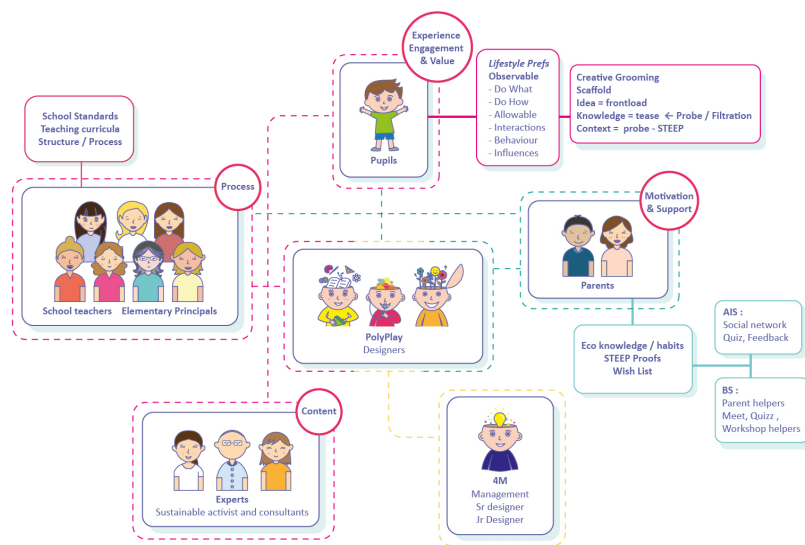 Experience
Engagement
& Value
Pupils
Lifestyle Prefs
Observable
- Do What
- Do How
- Allowable
- Interactions
- Behaviour
- Influences
Creative Grooming
Scaffold
Idea = frontload
Knowledge = tease ← Probe / Filtration
Context = probe - STEEP
School Standards
Teaching curricula
Structure / Process
Process
School teachers Elementary Principals
Motivation
& Support
Parents
PolyPlay
Designers
Eco knowledge / habits
STEEP Proofs
Wish List
AIS :
Social network
Quiz, Feedback
BS :
Parent helpers
Meet, Quizz ,
Workshop helpers
Content
Experts
Sustainable activist and consultants
4M
Management
Sr designer
Jr Designer